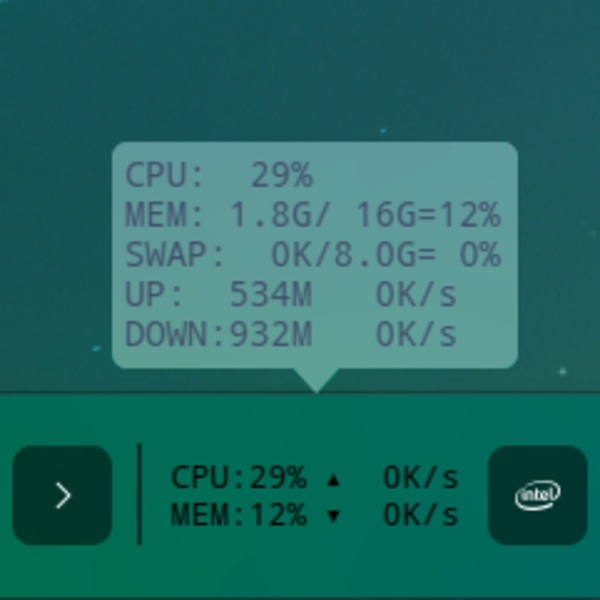 CPU:  29%
MEM: 1.8G/ 16G=12%
SWAP:  0K/8.0G= 0%
UP:  534M   0K/s
DOWN:932M   0K/s
CPU:29% ▲  0K/s
MEM:12% ▼  0K/s
intel